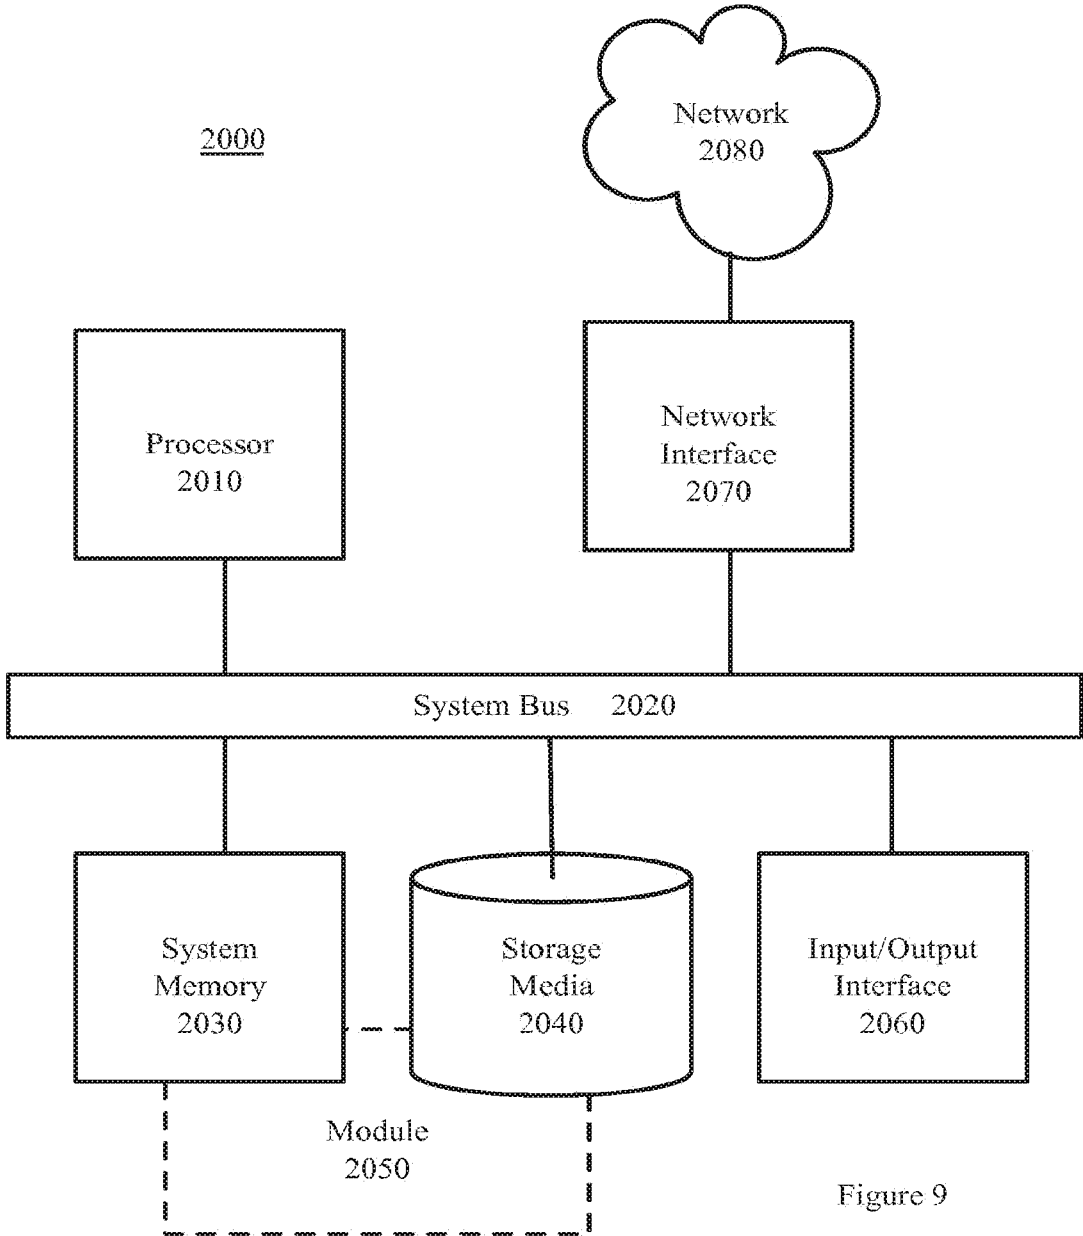 2000
Network
2080
Processor
2010
Network
Interface
2070
System Bus 2020
System
Memory
2030
Storage
Media
2040
Input/Output
Interface
2060
Module
2050
Figure 9